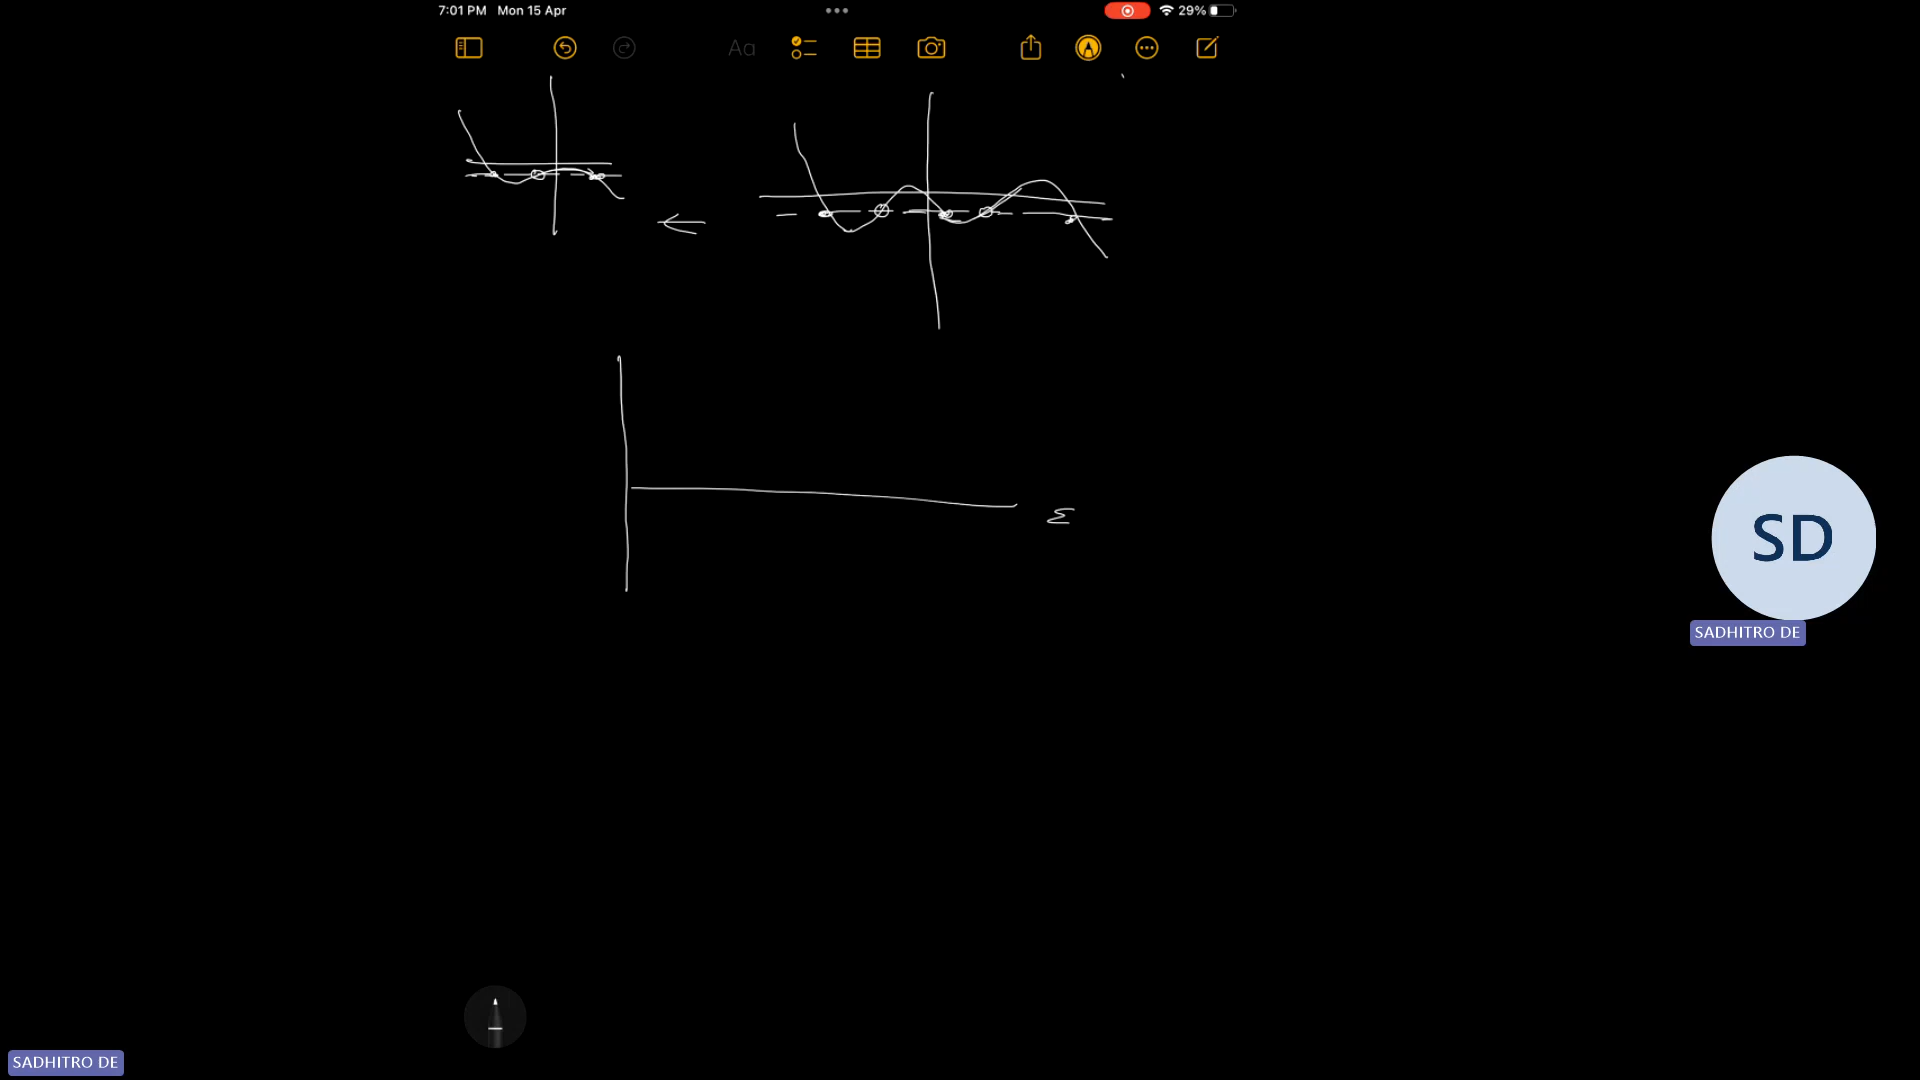 7:01 PM Mon 15 Apr
29%
Aa
Σ
SD
SADHITRO DE
SADHITRO DE